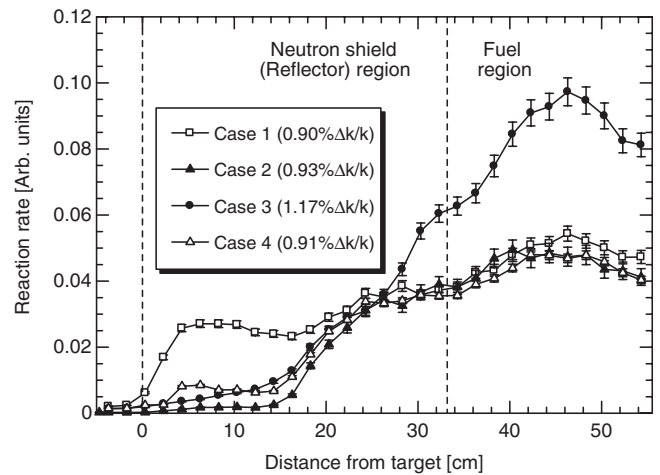 0.12
0.10
0.08
0.06
0.04
0.02
0
Reaction rate [Arb. units]
Neutron shield
(Reflector) region
Fuel
region
Case 1 (0.90%Δk/k)
Case 2 (0.93%Δk/k)
Case 3 (1.17%Δk/k)
Case 4 (0.91%Δk/k)
0 10 20 30 40 50
Distance from target [cm]